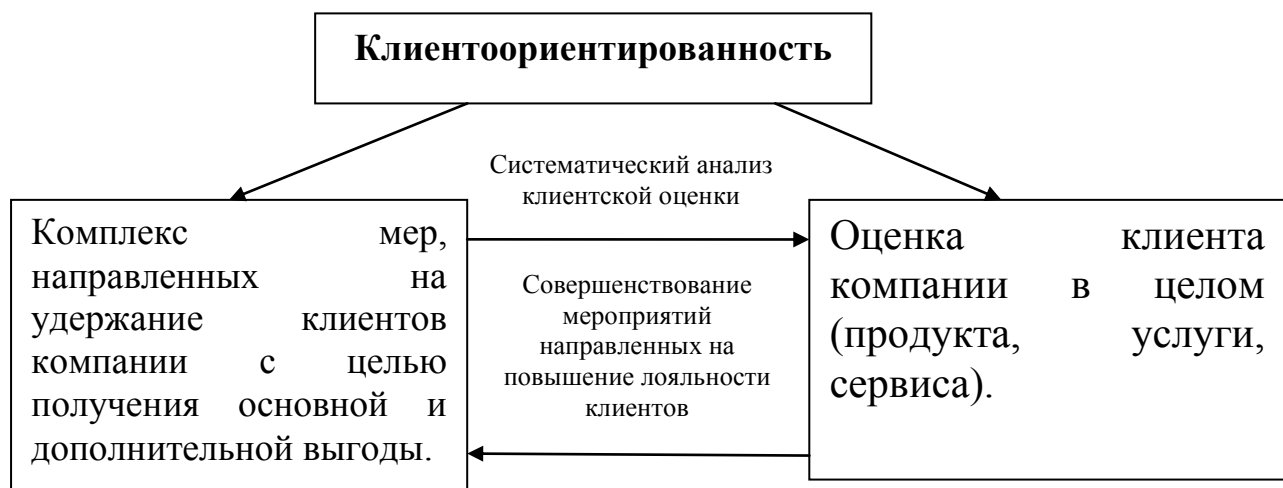 Клиентоориентированность
Систематический анализ
клиентской оценки
Комплекс мер,
направленных на
удержание клиентов
компании с целью
получения основной и
дополнительной выгоды.
Совершенствование
мероприятий
направленных на
повышение лояльности
клиентов
Оценка клиента
компании в целом
(продукта, услуги,
сервиса).